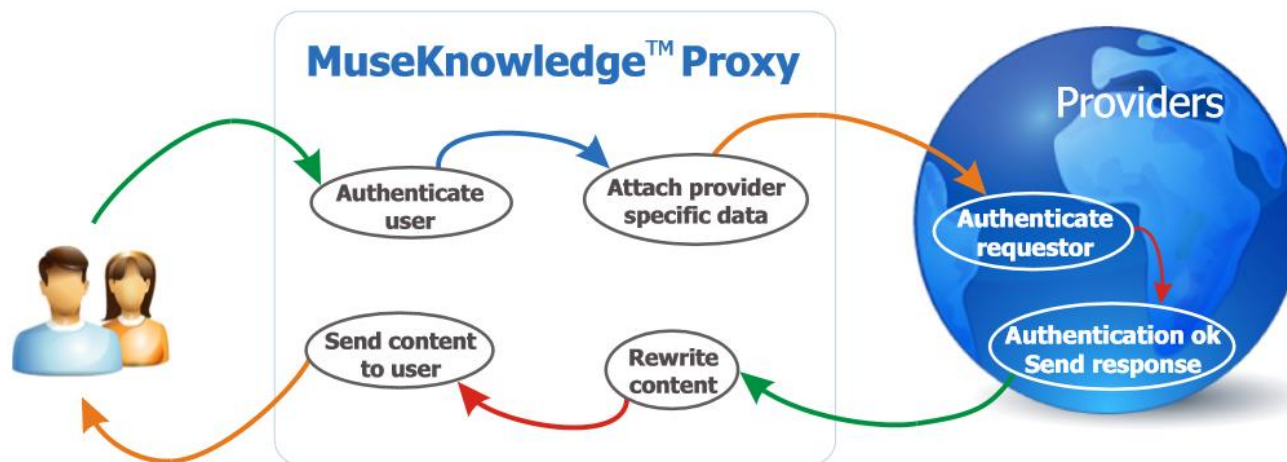 MuseKnowledge™ Proxy
Providers
Authenticate
user
Attach provider
specific data
Authenticate
requestor
Authentication ok
Send response
Rewrite
content
Send content
to user